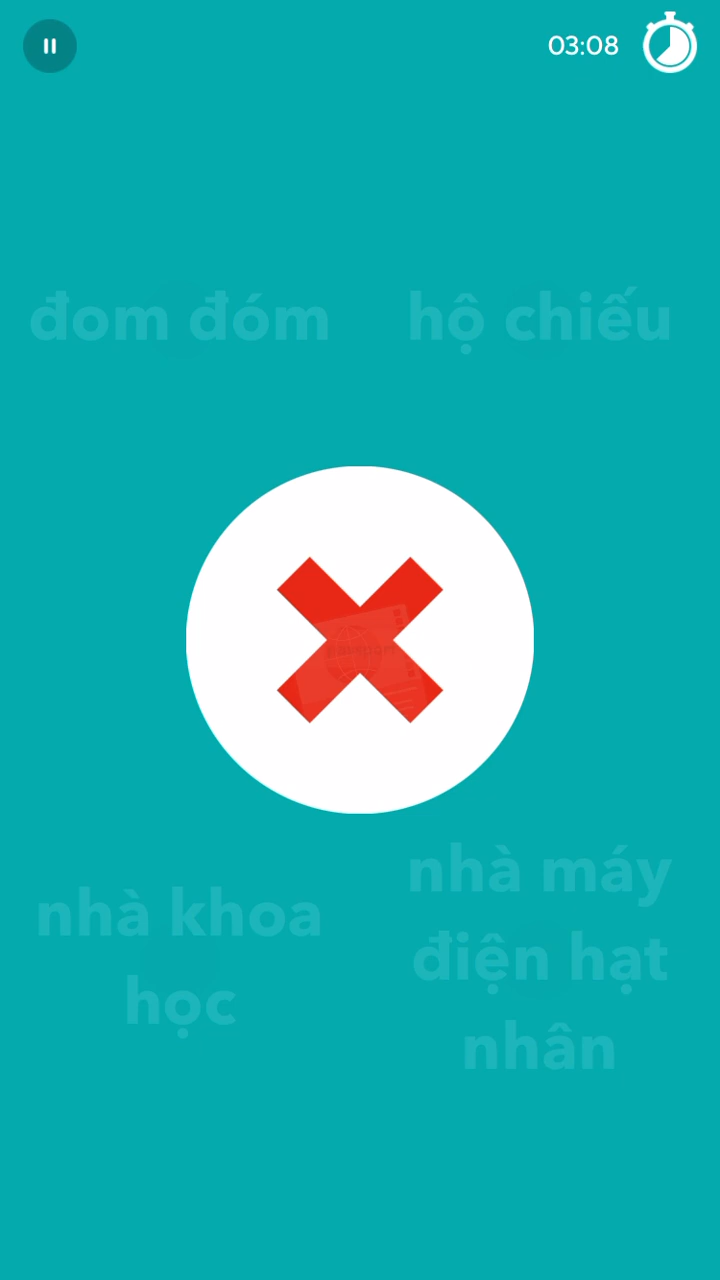 03:08
đom đóm
hộ chiếu
nhà khoa
học
nhà máy
điện hạt
nhân